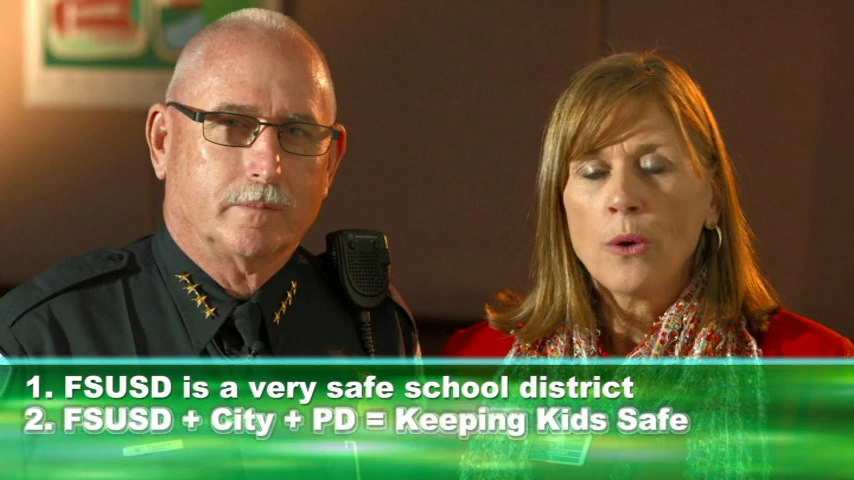 1. FSUSD is a very safe school district
2. FSUSD + City + PD = Keeping Kids Safe